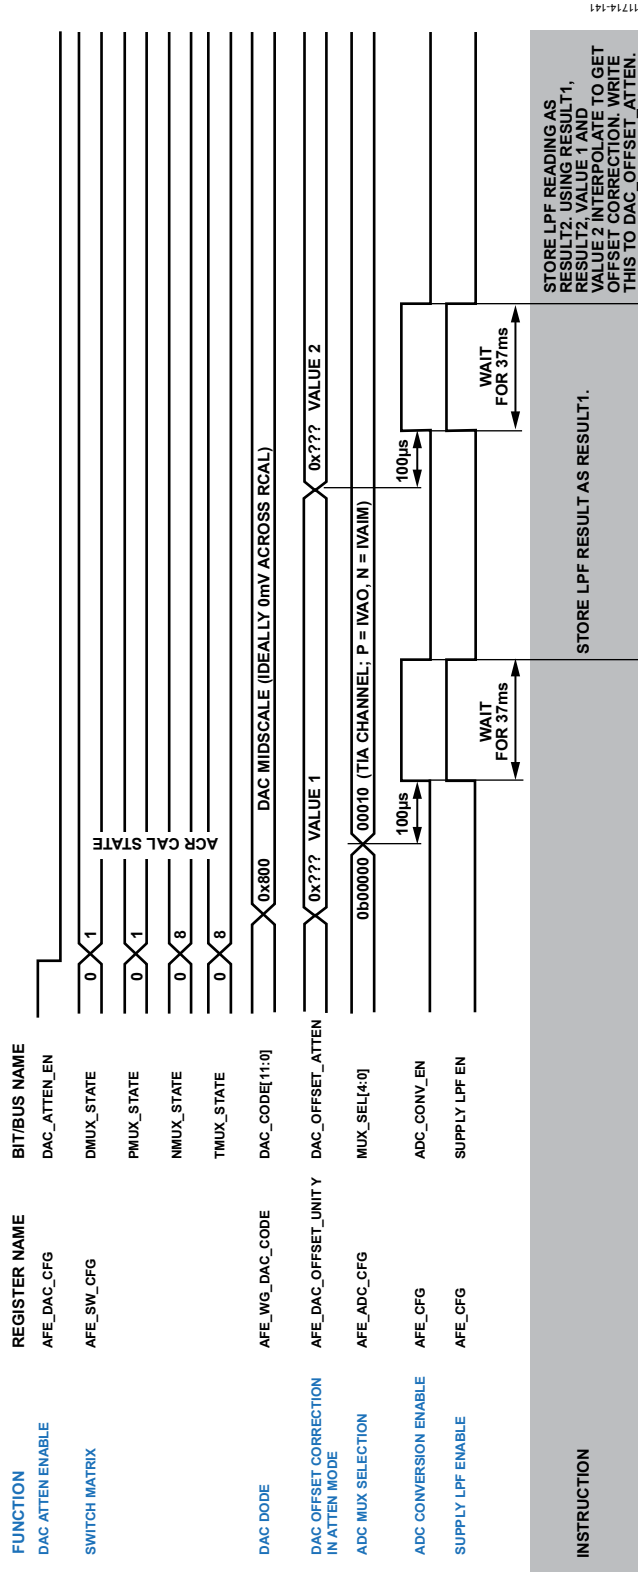 FUNCTION
REGISTER NAME
BIT/BUS NAME
DAC ATTEN ENABLE
AFE_DAC_CFG
DAC_ATTEN_EN
SWITCH MATRIX
AFE_SW_CFG
DMUX_STATE
0
1
PMUX_STATE
0
1
NMUX_STATE
0
8
TMUX_STATE
0
8
ACR CAL STATE
DAC DODE
AFE_WG_DAC_CODE
DAC_CODE[11:0]
0x800
DAC MIDSCALE (IDEALLY 0mV ACROSS RCAL)
DAC OFFSET CORRECTION
IN ATTEN MODE
AFE_DAC_OFFSET_UNITY
DAC_OFFSET_ATTEN
0x??? VALUE 1
0x??? VALUE 2
ADC MUX SELECTION
AFE_ADC_CFG
MUX_SEL[4:0]
0b00000
00010 (TIA CHANNEL; P = IVAO, N = IVAIM)
ADC CONVERSION ENABLE
AFE_CFG
ADC_CONV_EN
100µs
100µs
SUPPLY LPF ENABLE
AFE_CFG
SUPPLY LPF EN
WAIT
FOR 37ms
WAIT
FOR 37ms
INSTRUCTION
STORE LPF RESULT AS RESULT1.
STORE LPF READING AS
RESULT2. USING RESULT1,
RESULT2, VALUE 1 AND
VALUE 2 INTERPOLATE TO GET
OFFSET CORRECTION. WRITE
THIS TO DAC_OFFSET_ATTEN.
11714-141